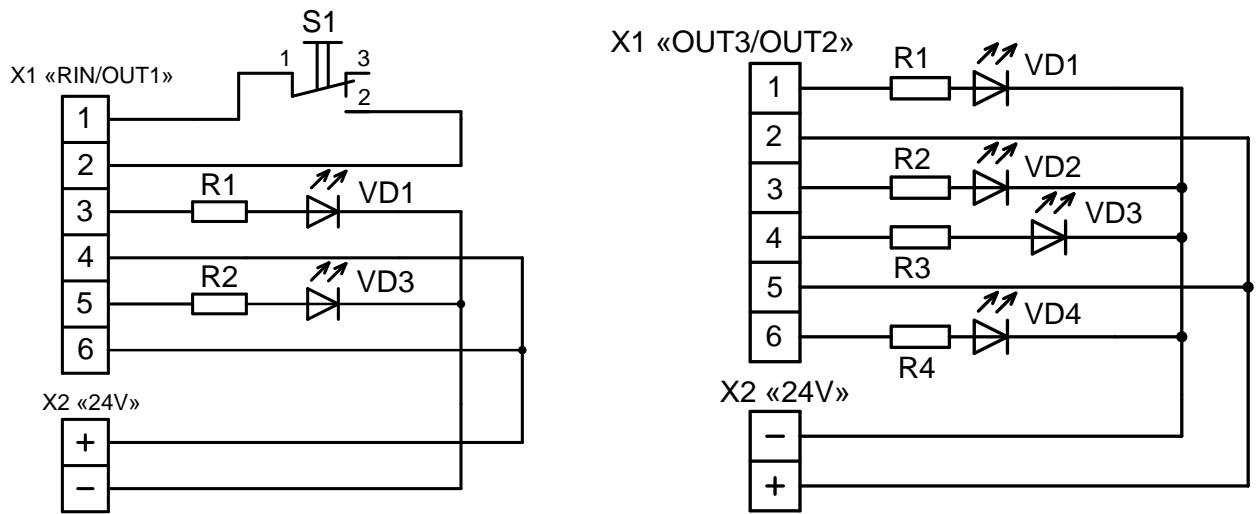 S1
1
3
2
X1 «RIN/OUT1»
1
2
3
4
5
6
R1
VD1
R2
VD3
X2 «24V»
+
−
X1 «OUT3/OUT2»
1
2
3
4
5
6
R1
VD1
R2
VD2
R3
VD3
R4
VD4
X2 «24V»
−
+